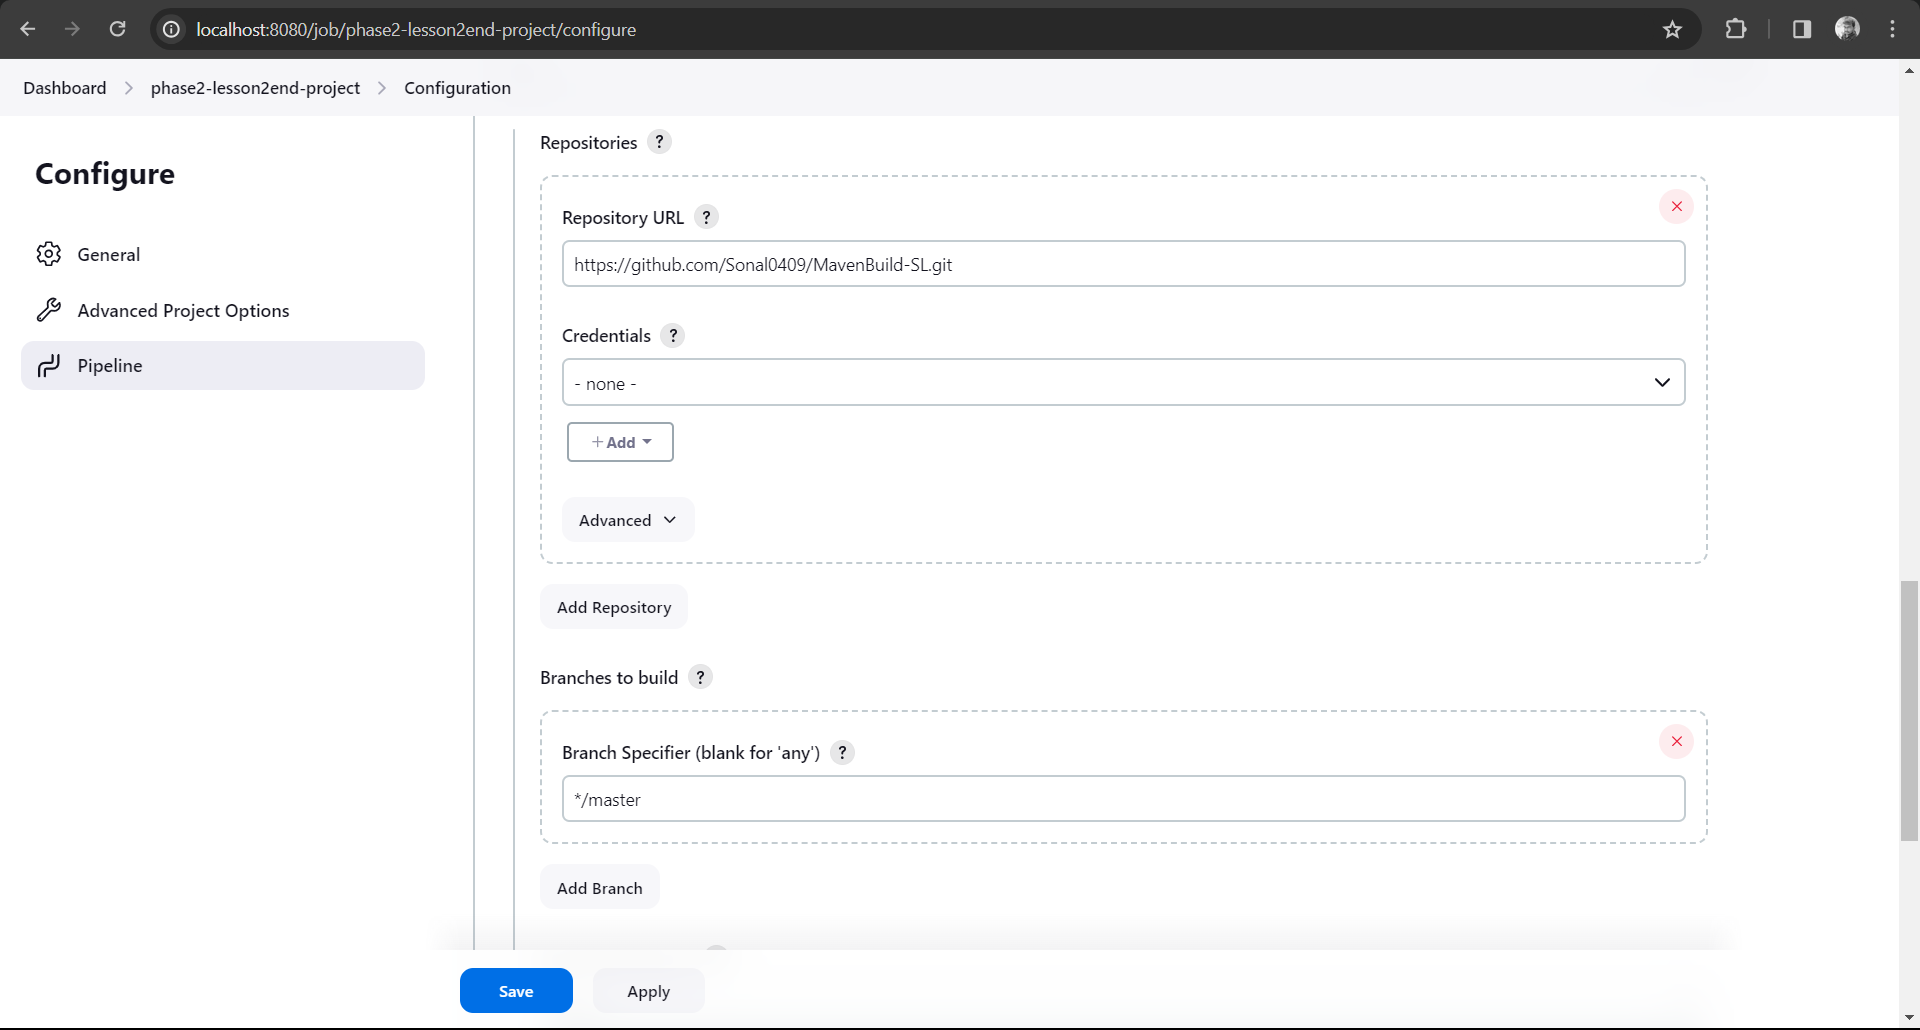 localhost:8080/job/phase2-lesson2end-project/configure
Dashboard > phase2-lesson2end-project > Configuration
Configure
General
Advanced Project Options
Pipeline
Repositories ?
Repository URL ?
https://github.com/Sonal0409/MavenBuild-SL.git
Credentials ?
- none -
+ Add
Advanced
Add Repository
Branches to build ?
Branch Specifier (blank for 'any') ?
*/master
Add Branch
Save Apply